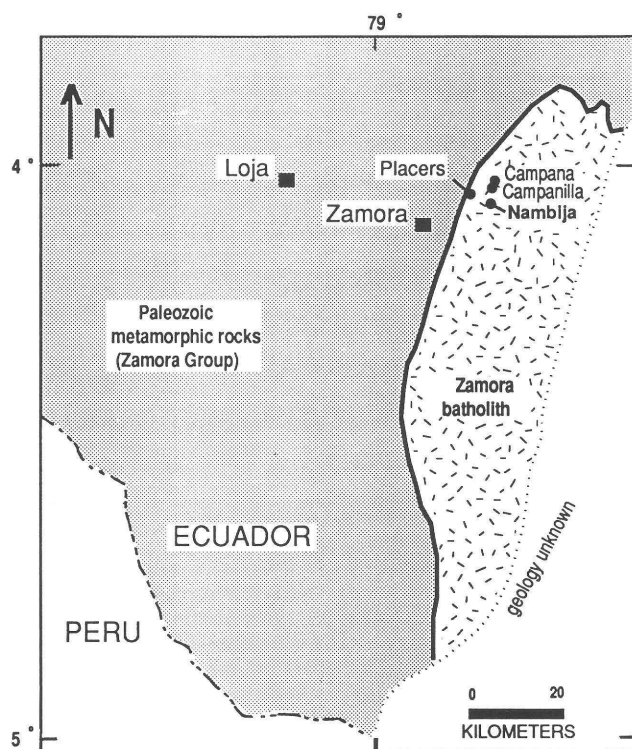 79 °
N
4 °
Loja
Placers
Campana
Campanilla
Nambija
Zamora
Paleozoic
metamorphic rocks
(Zamora Group)
Zamora
batholith
ECUADOR
geology unknown
PERU
0 20
KILOMETERS
5 °